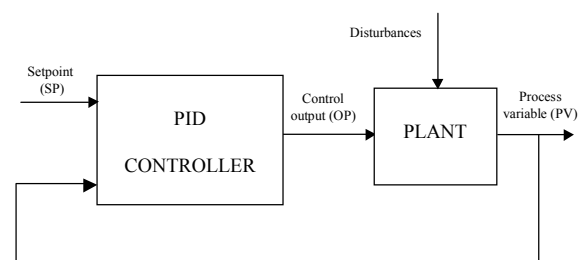 Disturbances
Setpoint
(SP)
PID
CONTROLLER
Control
output (OP)
PLANT
Process
variable (PV)